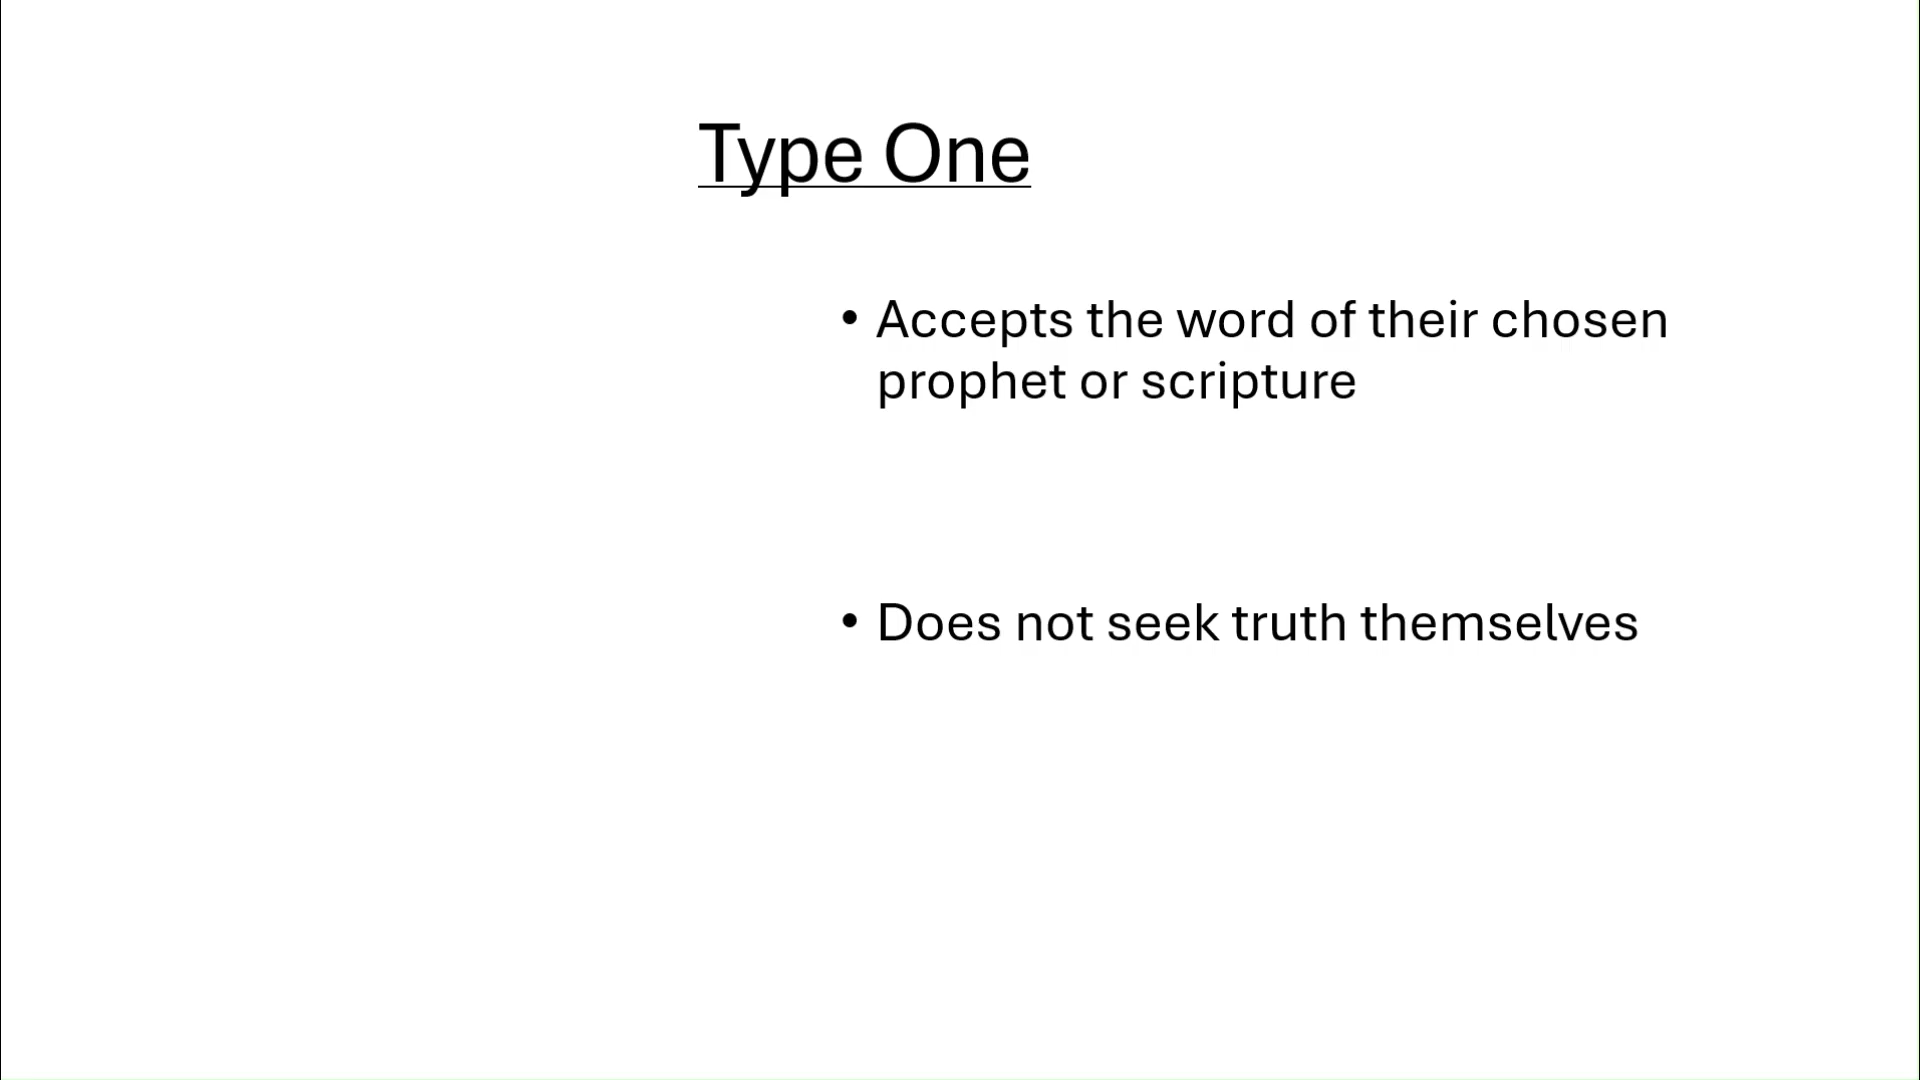 Type One
• Accepts the word of their chosen
prophet or scripture
• Does not seek truth themselves